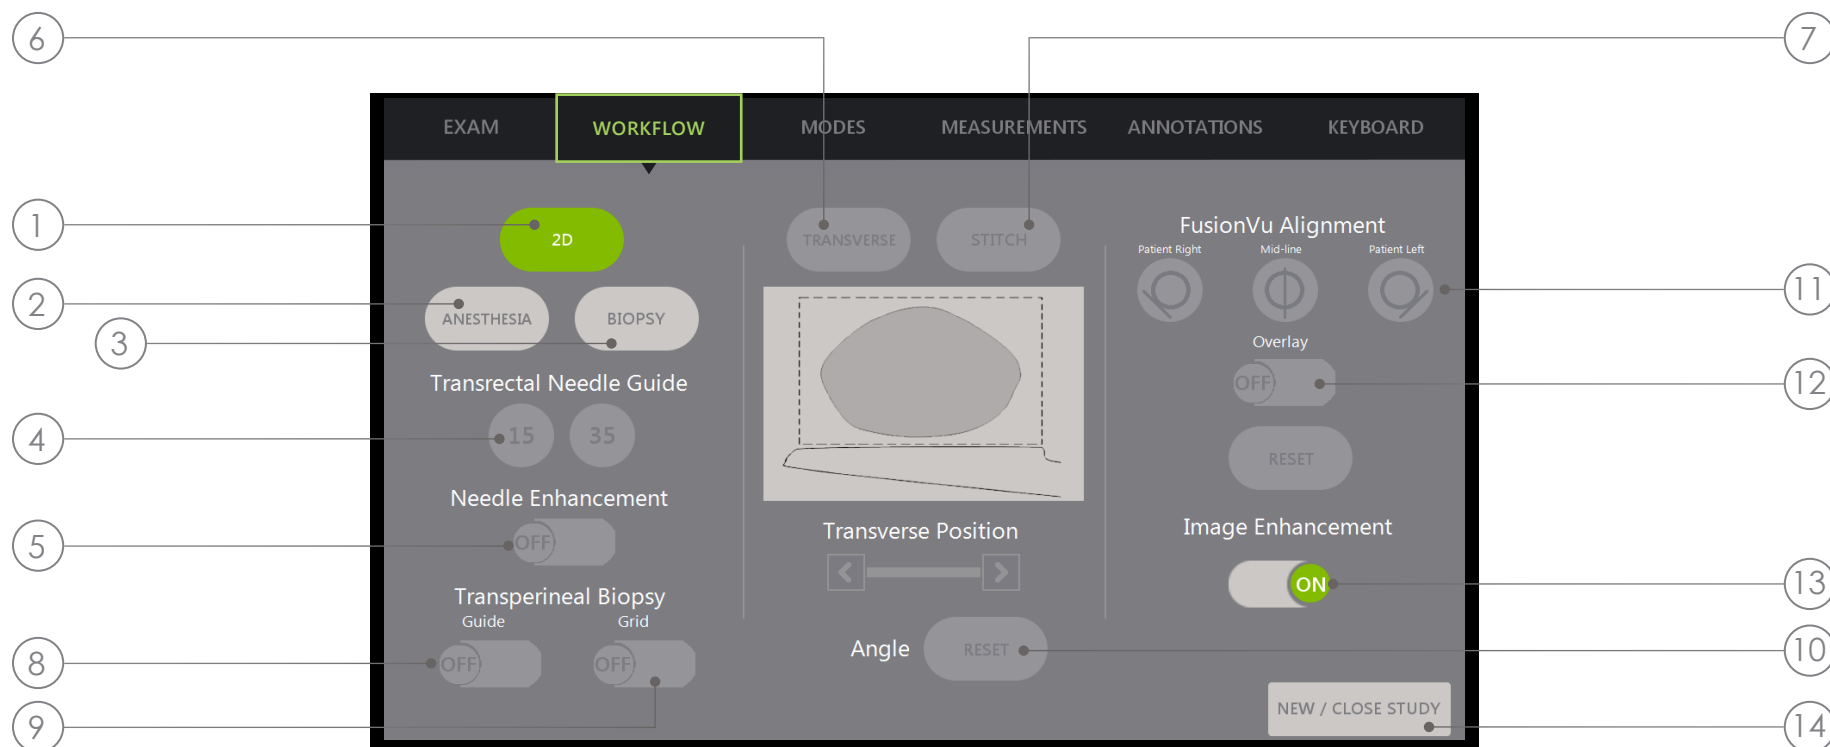 6
7
EXAM WORKFLOW MODES MEASUREMENTS ANNOTATIONS KEYBOARD
1
2D
TRANSVERSE
STITCH
FusionVu Alignment
Patient Right Mid-line Patient Left
11
2
ANESTHESIA
BIOPSY
3
Overlay
OFF
12
Transrectal Needle Guide
4
15
35
RESET
Needle Enhancement
5
OFF
Transverse Position
Image Enhancement
ON
13
Transperineal Biopsy
Guide Grid
8
OFF
OFF
9
Angle
RESET
10
NEW / CLOSE STUDY
14